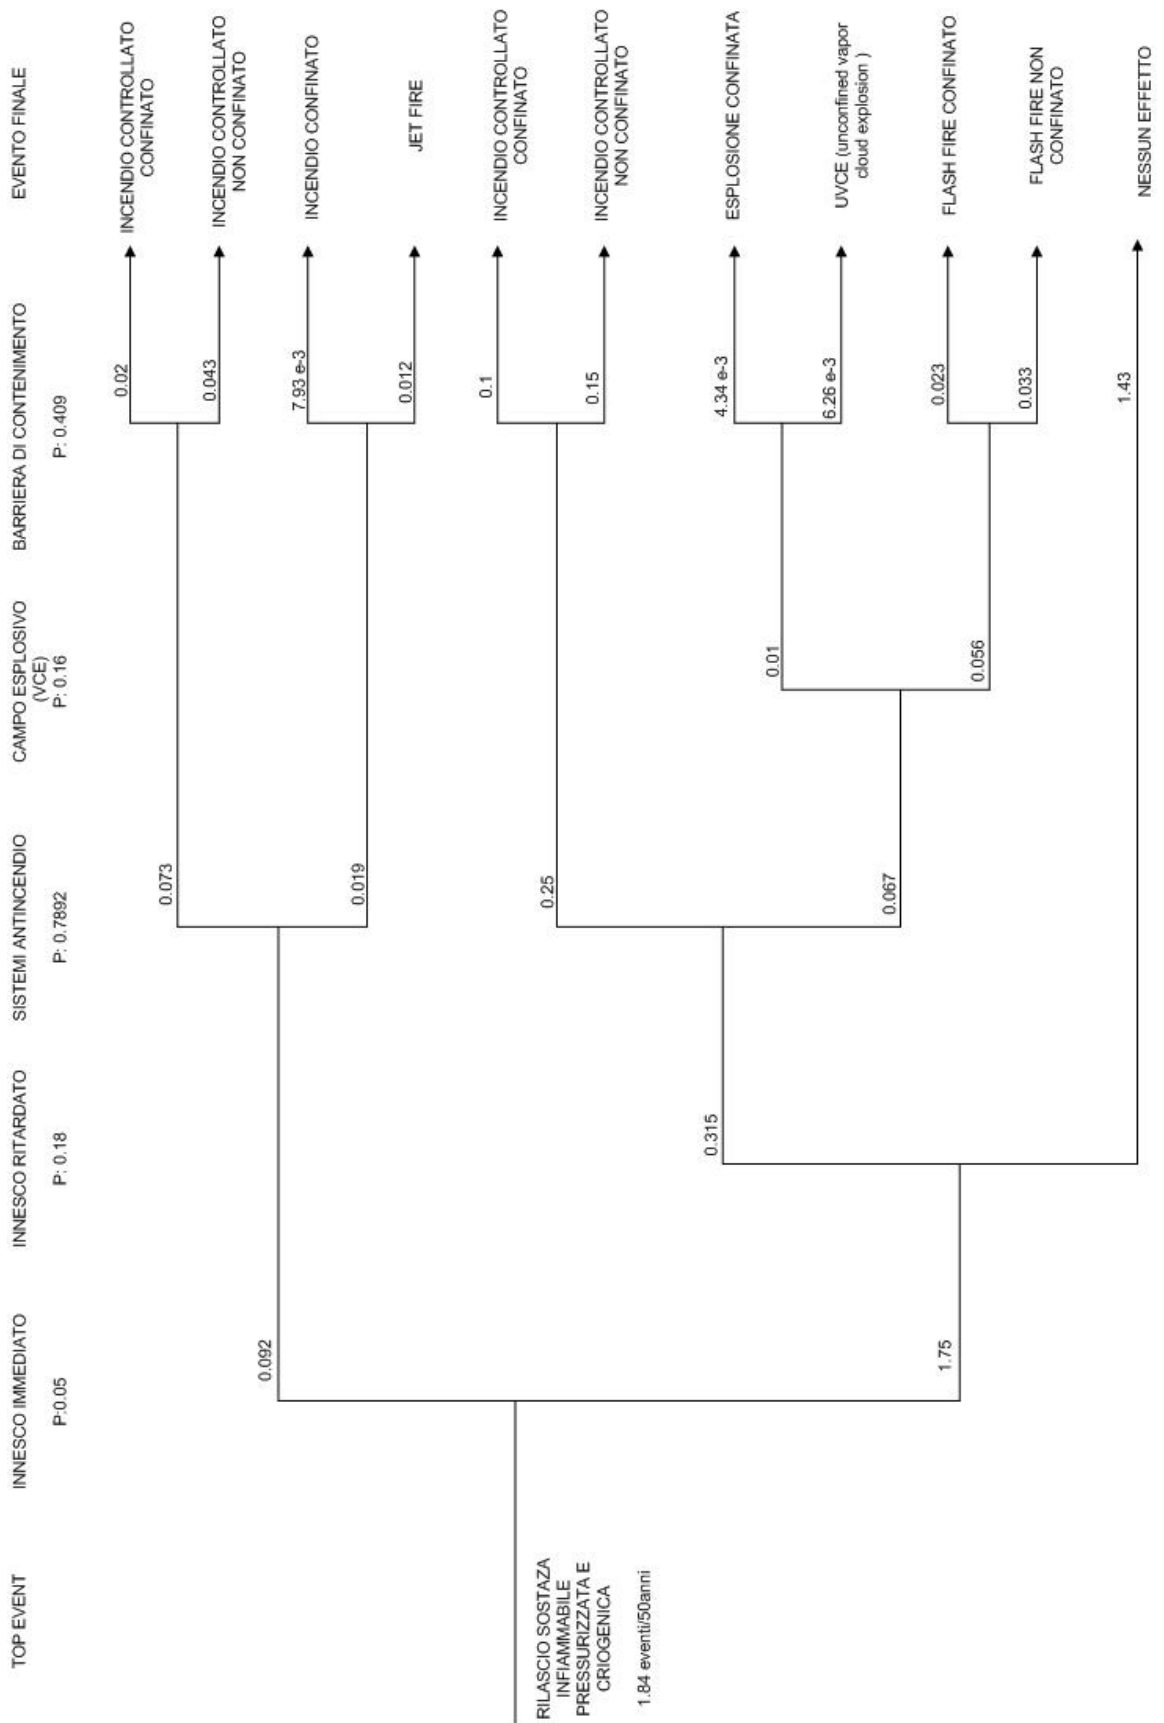 TOP EVENT
INNESCO IMMEDIATO
P:0.05
INNESCO RITARDATO
P: 0.18
SISTEMI ANTINCENDIO
P: 0.7892
CAMPO ESPLOSIVO
(VCE)
P: 0.16
BARRIERA DI CONTENIMENTO
P: 0.409
EVENTO FINALE
RILASCIO SOSTAZA
INFIAMMABILE
PRESSURIZZATA E
CRIOGENICA
1.84 eventi/50anni
0.092
1.75
0.315
0.073
0.019
0.25
0.067
0.01
0.056
0.02
INCENDIO CONTROLLATO
CONFINATO
0.043
INCENDIO CONTROLLATO
NON CONFINATO
7.93 e-3
INCENDIO CONFINATO
0.012
JET FIRE
0.1
INCENDIO CONTROLLATO
CONFINATO
0.15
INCENDIO CONTROLLATO
NON CONFINATO
4.34 e-3
ESPLOSIONE CONFINATA
6.26 e-3
UVCE (unconfined vapor
cloud explosion )
0.023
FLASH FIRE CONFINATO
0.033
FLASH FIRE NON
CONFINATO
1.43
NESSUN EFFETTO